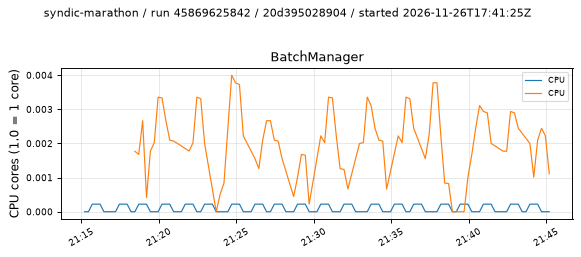 syndic-marathon / run 45869625842 / 20d395028904 / started 2026-11-26T17:41:25Z
BatchManager
CPU cores (1.0 = 1 core)
0.004
0.003
0.002
0.001
0.000
CPU
CPU
21:15
21:20
21:25
21:30
21:35
21:40
21:45